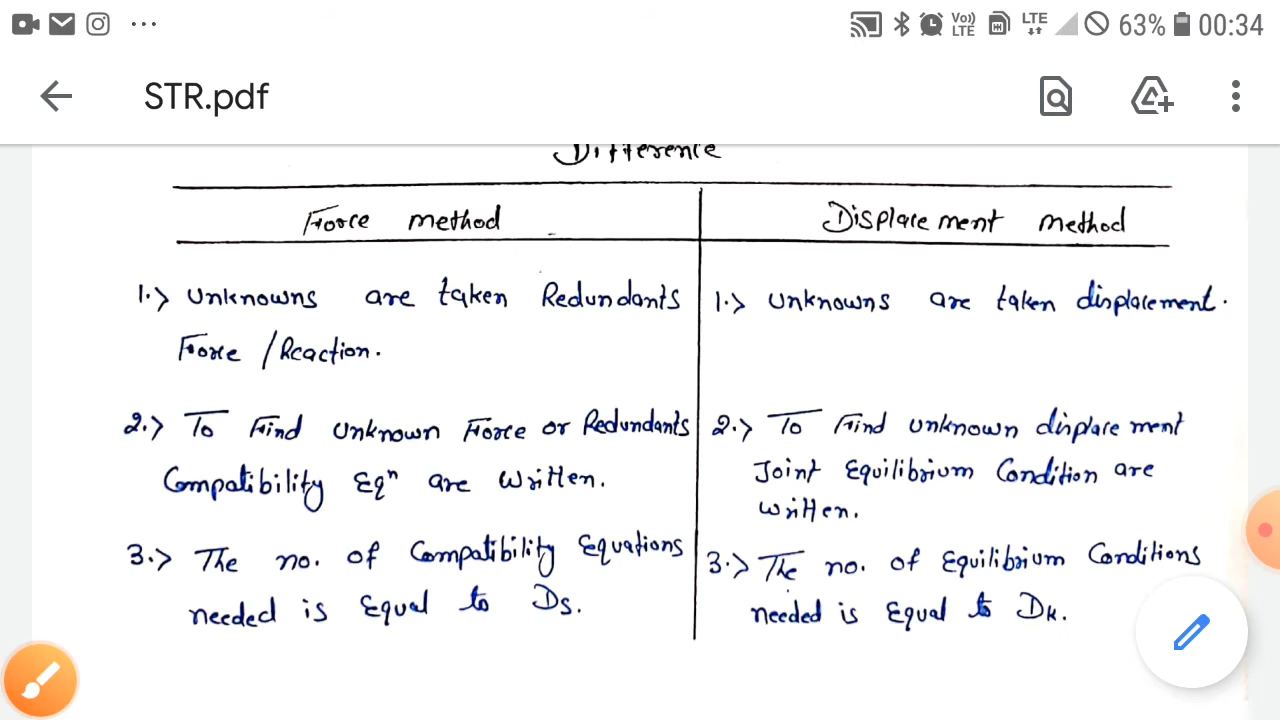 63% 00:34
Vo))
LTE
LTE
STR.pdf
Difference
Force method
Displacement method
1.> Unknowns are taken Redundants
Force / Reaction.
2.> To Find Unknown Force or Redundants
Compatibility Eqⁿ are written.
3.> The no. of Compatibility Equations
needed is Equal to Ds.
1.> Unknowns are taken displacement.
2.> To Find unknown displacement
Joint Equilibrium Condition are
written.
3.> The no. of Equilibrium Conditions
needed is Equal to Dk.